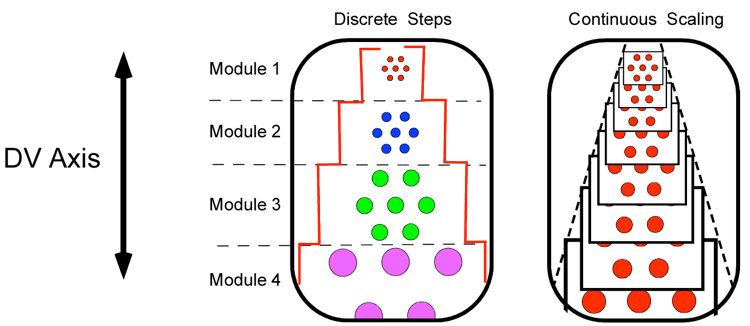 Discrete Steps
Continuous Scaling
DV Axis
Module 1
Module 2
Module 3
Module 4